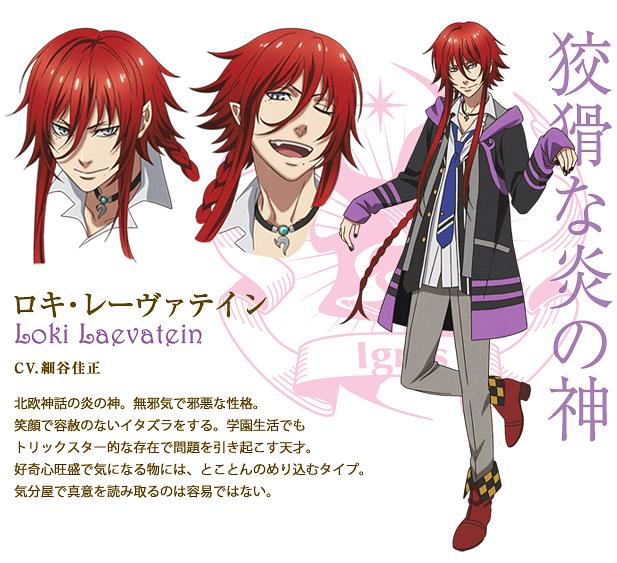 狡猾な炎の神
ロキ・レーヴァテイン
Loki Laevatein
CV.細谷佳正
北欧神話の炎の神。無邪気で邪悪な性格。
笑顔で容赦のないイタズラをする。学園生活でも
トリックスター的な存在で問題を引き起こす天才。
好奇心旺盛で気になる物には、とことんのめり込むタイプ。
気分屋で真意を読み取るのは容易ではない。